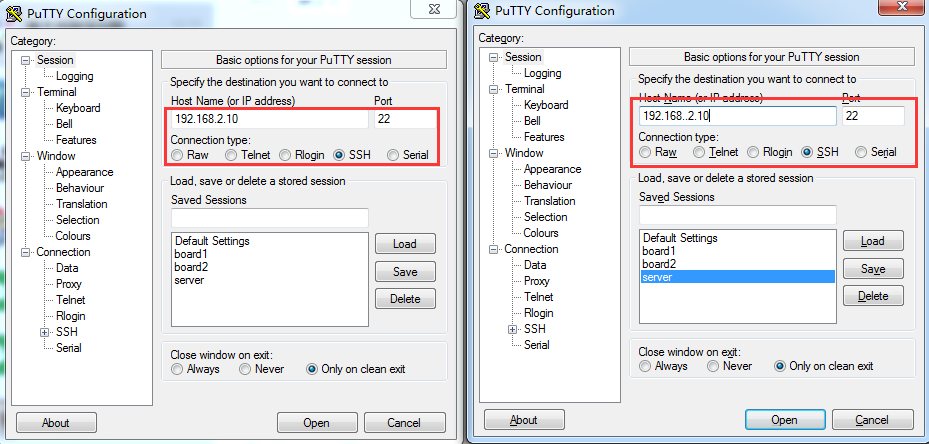 PuTTY Configuration
Category:
Session
Logging
Terminal
Keyboard
Bell
Features
Window
Appearance
Behaviour
Translation
Selection
Colours
Connection
Data
Proxy
Telnet
Rlogin
SSH
Serial
Basic options for your PuTTY session
Specify the destination you want to connect to
Host Name (or IP address) Port
192.168.2.10 22
Connection type:
Raw Telnet Rlogin SSH Serial
Load, save or delete a stored session
Saved Sessions
Default Settings
board1
board2
server
Load
Save
Delete
Close window on exit:
Always Never Only on clean exit
About Open Cancel
PuTTY Configuration
Category:
Session
Logging
Terminal
Keyboard
Bell
Features
Window
Appearance
Behaviour
Translation
Selection
Colours
Connection
Data
Proxy
Telnet
Rlogin
SSH
Serial
Basic options for your PuTTY session
Specify the destination you want to connect to
Host Name (or IP address) Port
192.168..2.10 22
Connection type:
Raw Telnet Rlogin SSH Serial
Load, save or delete a stored session
Saved Sessions
Default Settings
board1
board2
server
Load
Save
Delete
Close window on exit:
Always Never Only on clean exit
About Open Cancel